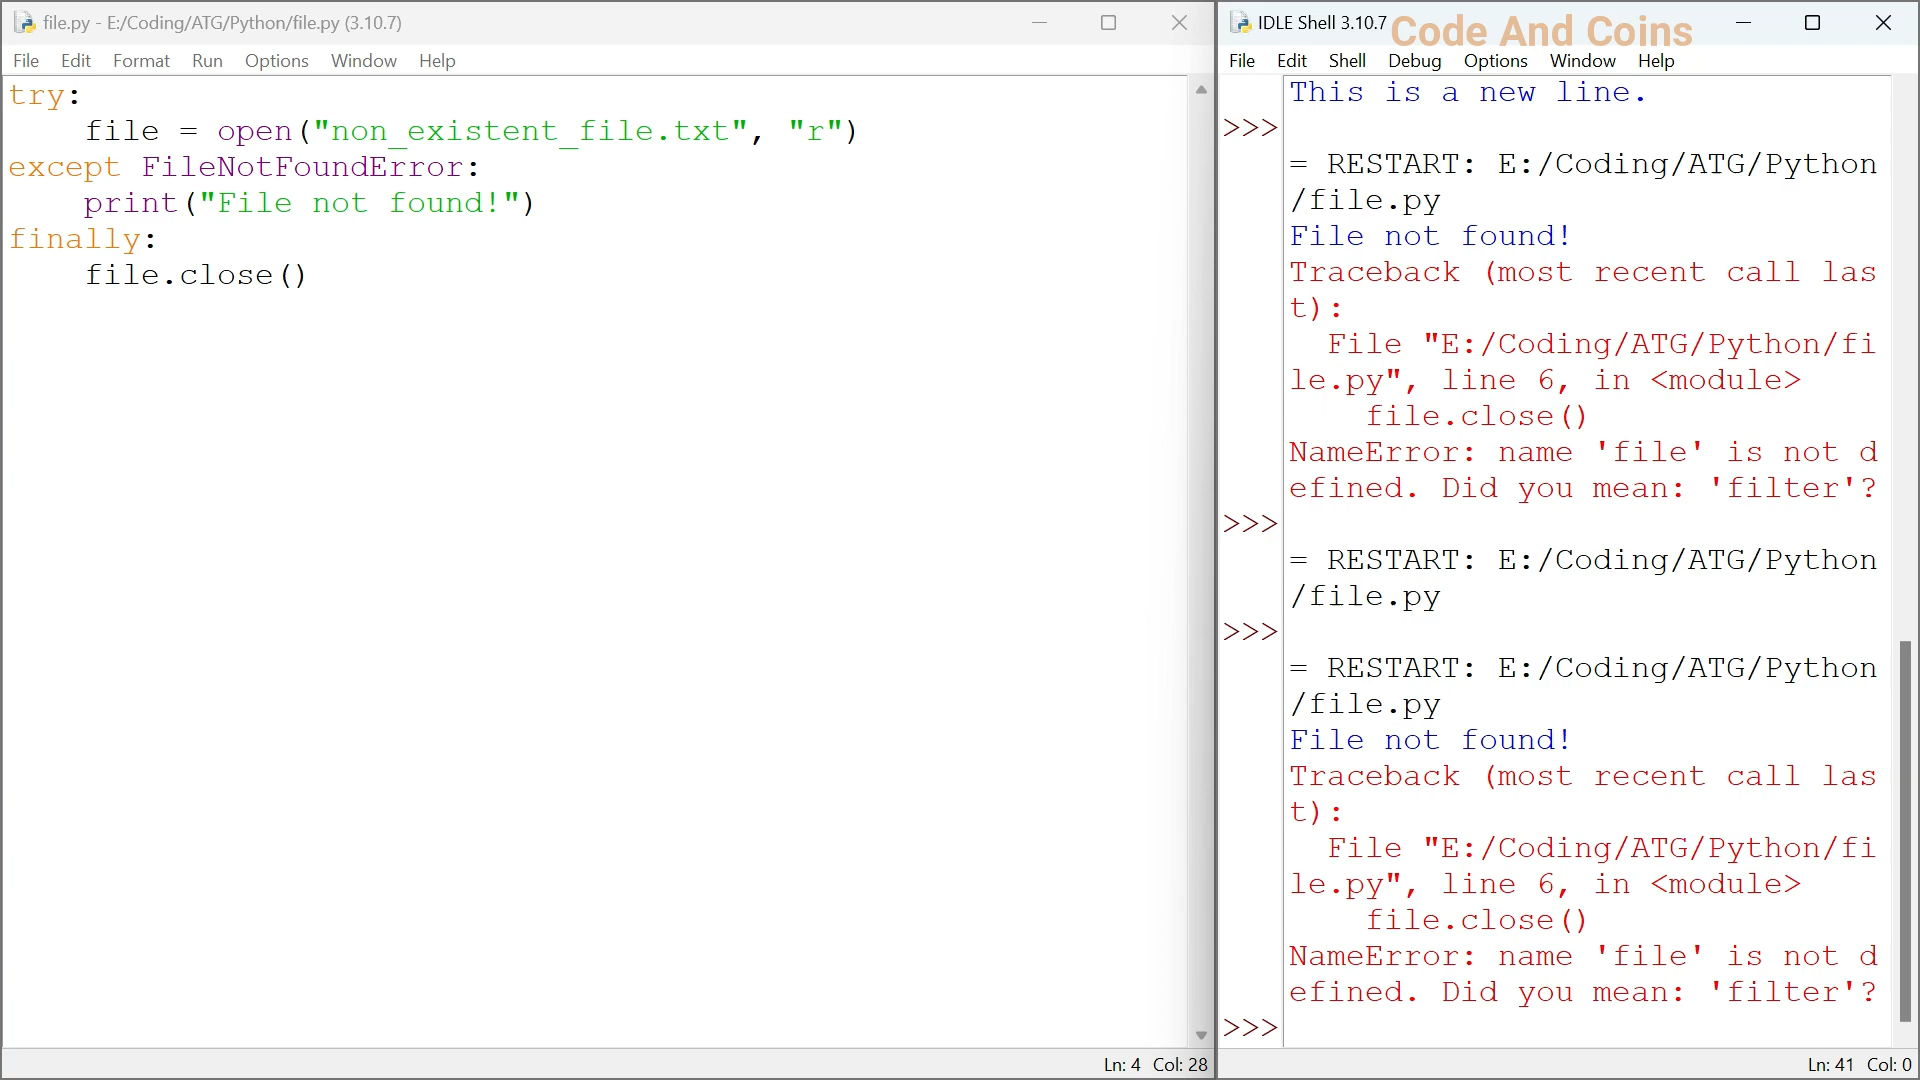 file.py - E:/Coding/ATG/Python/file.py (3.10.7)
File Edit Format Run Options Window Help
try:
    file = open("non_existent_file.txt", "r")
except FileNotFoundError:
    print("File not found!")
finally:
    file.close()
Ln: 4 Col: 28
IDLE Shell 3.10.7
Code And Coins
File Edit Shell Debug Options Window Help
This is a new line.
>>>
= RESTART: E:/Coding/ATG/Python
/file.py
File not found!
Traceback (most recent call las
t):
  File "E:/Coding/ATG/Python/fi
le.py", line 6, in <module>
    file.close()
NameError: name 'file' is not d
efined. Did you mean: 'filter'?
>>>
= RESTART: E:/Coding/ATG/Python
/file.py
>>>
= RESTART: E:/Coding/ATG/Python
/file.py
File not found!
Traceback (most recent call las
t):
  File "E:/Coding/ATG/Python/fi
le.py", line 6, in <module>
    file.close()
NameError: name 'file' is not d
efined. Did you mean: 'filter'?
>>>
Ln: 41 Col: 0